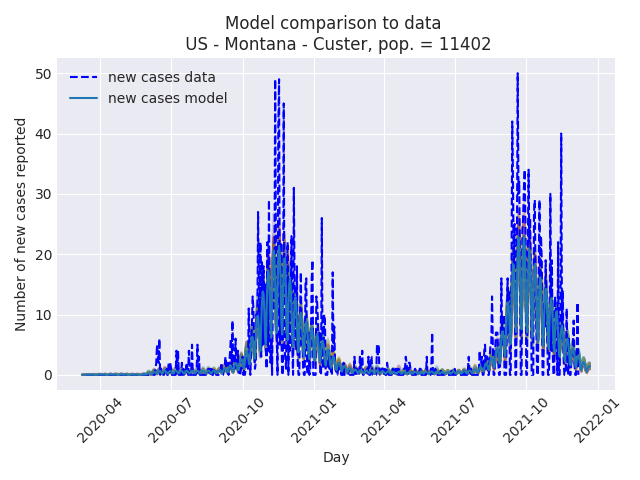 Model comparison to data
US - Montana - Custer, pop. = 11402
new cases data
new cases model
Number of new cases reported
50
40
30
20
10
0
2020-04
2020-07
2020-10
2021-01
2021-04
2021-07
2021-10
2022-01
Day